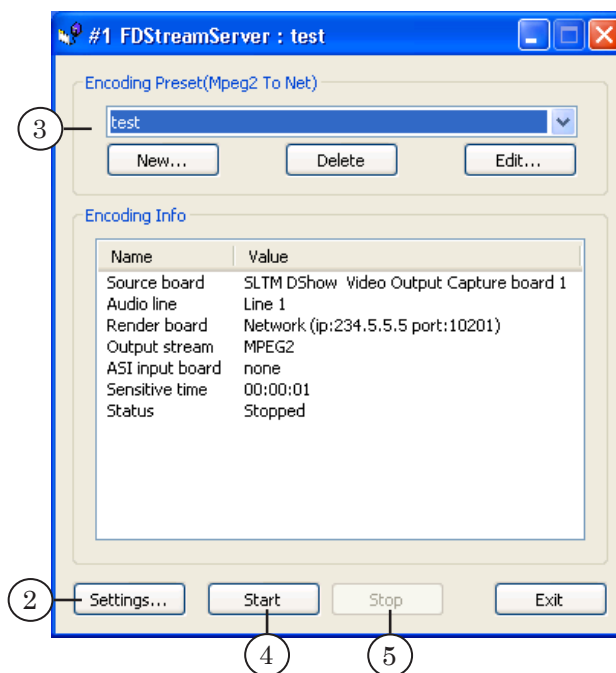 #1 FDStreamServer : test
Encoding Preset(Mpeg2 To Net)
3
test
New... Delete Edit...
Encoding Info
Name Value
Source board SLTM DShow  Video Output Capture board 1
Audio line Line 1
Render board Network (ip:234.5.5.5 port:10201)
Output stream MPEG2
ASI input board none
Sensitive time 00:00:01
Status Stopped
2 Settings... Start Stop Exit
4 5